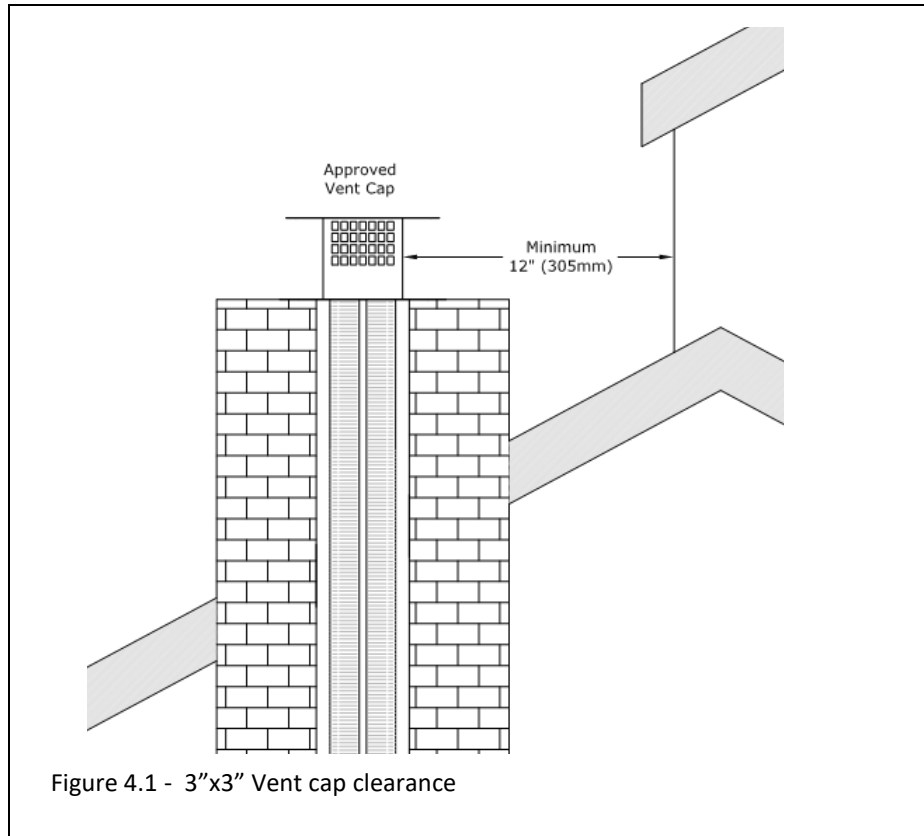 Approved
Vent Cap
Minimum
12" (305mm)
Figure 4.1 -  3”x3” Vent cap clearance